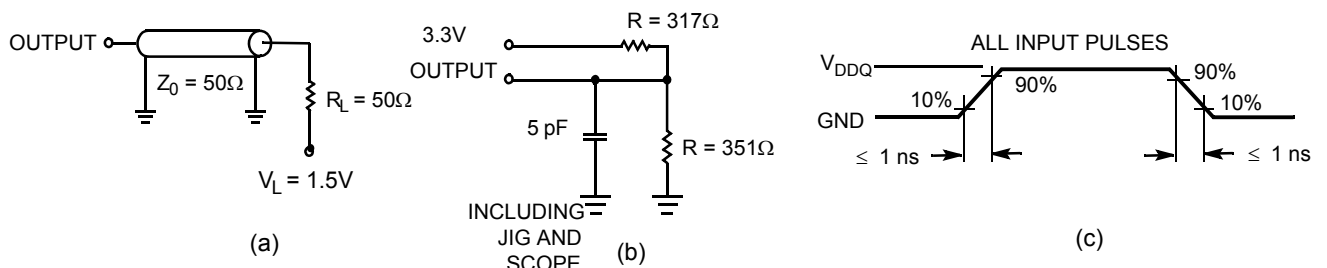 OUTPUT
Z0 = 50Ω
RL = 50Ω
VL = 1.5V
(a)
R = 317Ω
3.3V
OUTPUT
5 pF
R = 351Ω
INCLUDING
JIG AND
SCOPE
(b)
ALL INPUT PULSES
VDDQ
GND
10%
90%
90%
10%
≤ 1 ns
≤ 1 ns
(c)